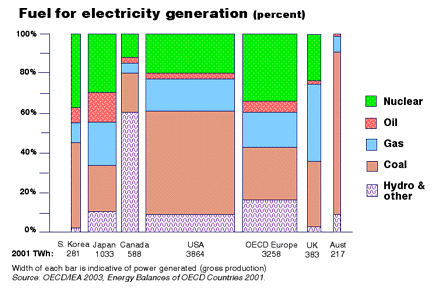 Fuel for electricity generation (percent)
100%
80%
60%
40%
20%
Nuclear
Oil
Gas
Coal
Hydro &
other
S. Korea Japan Canada USA OECD Europe UK Aust
2001 TWh: 281 1033 588 3864 3258 383 217
Width of each bar is indicative of power generated (gross production)
Source: OECD/IEA 2003, Energy Balances of OECD Countries 2001.